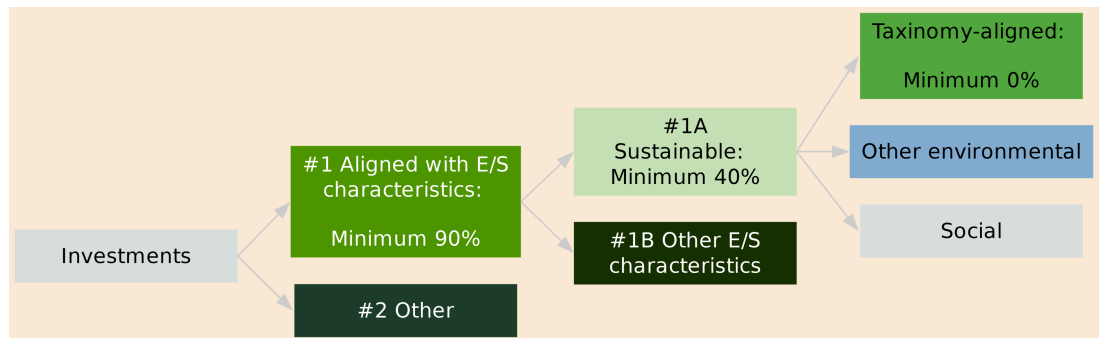 Investments
#1 Aligned with E/S
characteristics:
Minimum 90%
#2 Other
#1A
Sustainable:
Minimum 40%
#1B Other E/S
characteristics
Taxinomy-aligned:
Minimum 0%
Other environmental
Social